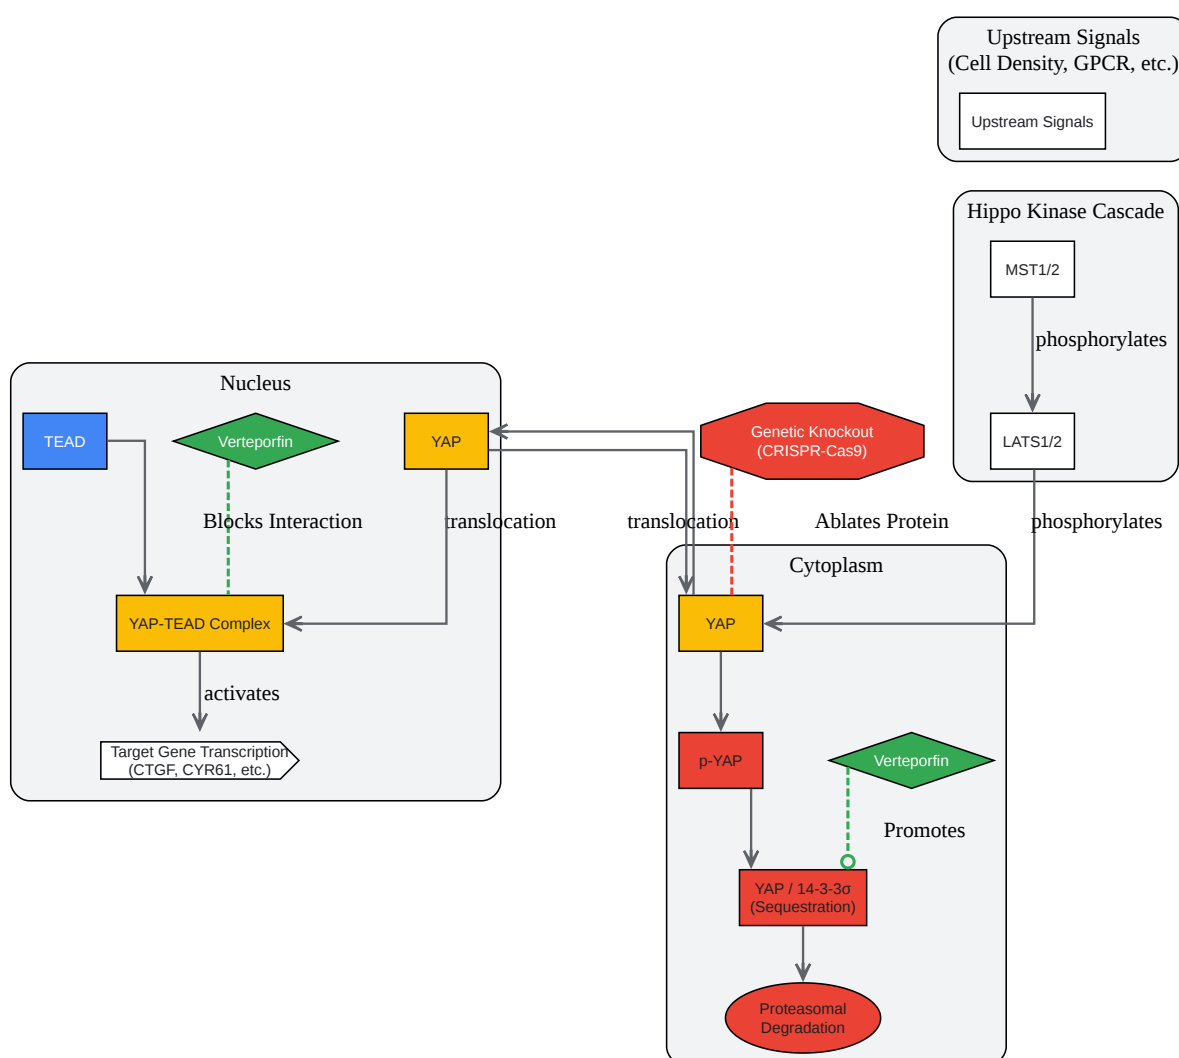 Upstream Signals
(Cell Density, GPCR, etc.)
Upstream Signals
Hippo Kinase Cascade
MST1/2
phosphorylates
LATS1/2
phosphorylates
Nucleus
TEAD
Verteporfin
YAP
Genetic Knockout
(CRISPR-Cas9)
Blocks Interaction
translocation
translocation
Ablates Protein
Cytoplasm
YAP-TEAD Complex
YAP
activates
Target Gene Transcription
(CTGF, CYR61, etc.)
p-YAP
Verteporfin
Promotes
YAP / 14-3-3σ
(Sequestration)
Proteasomal
Degradation